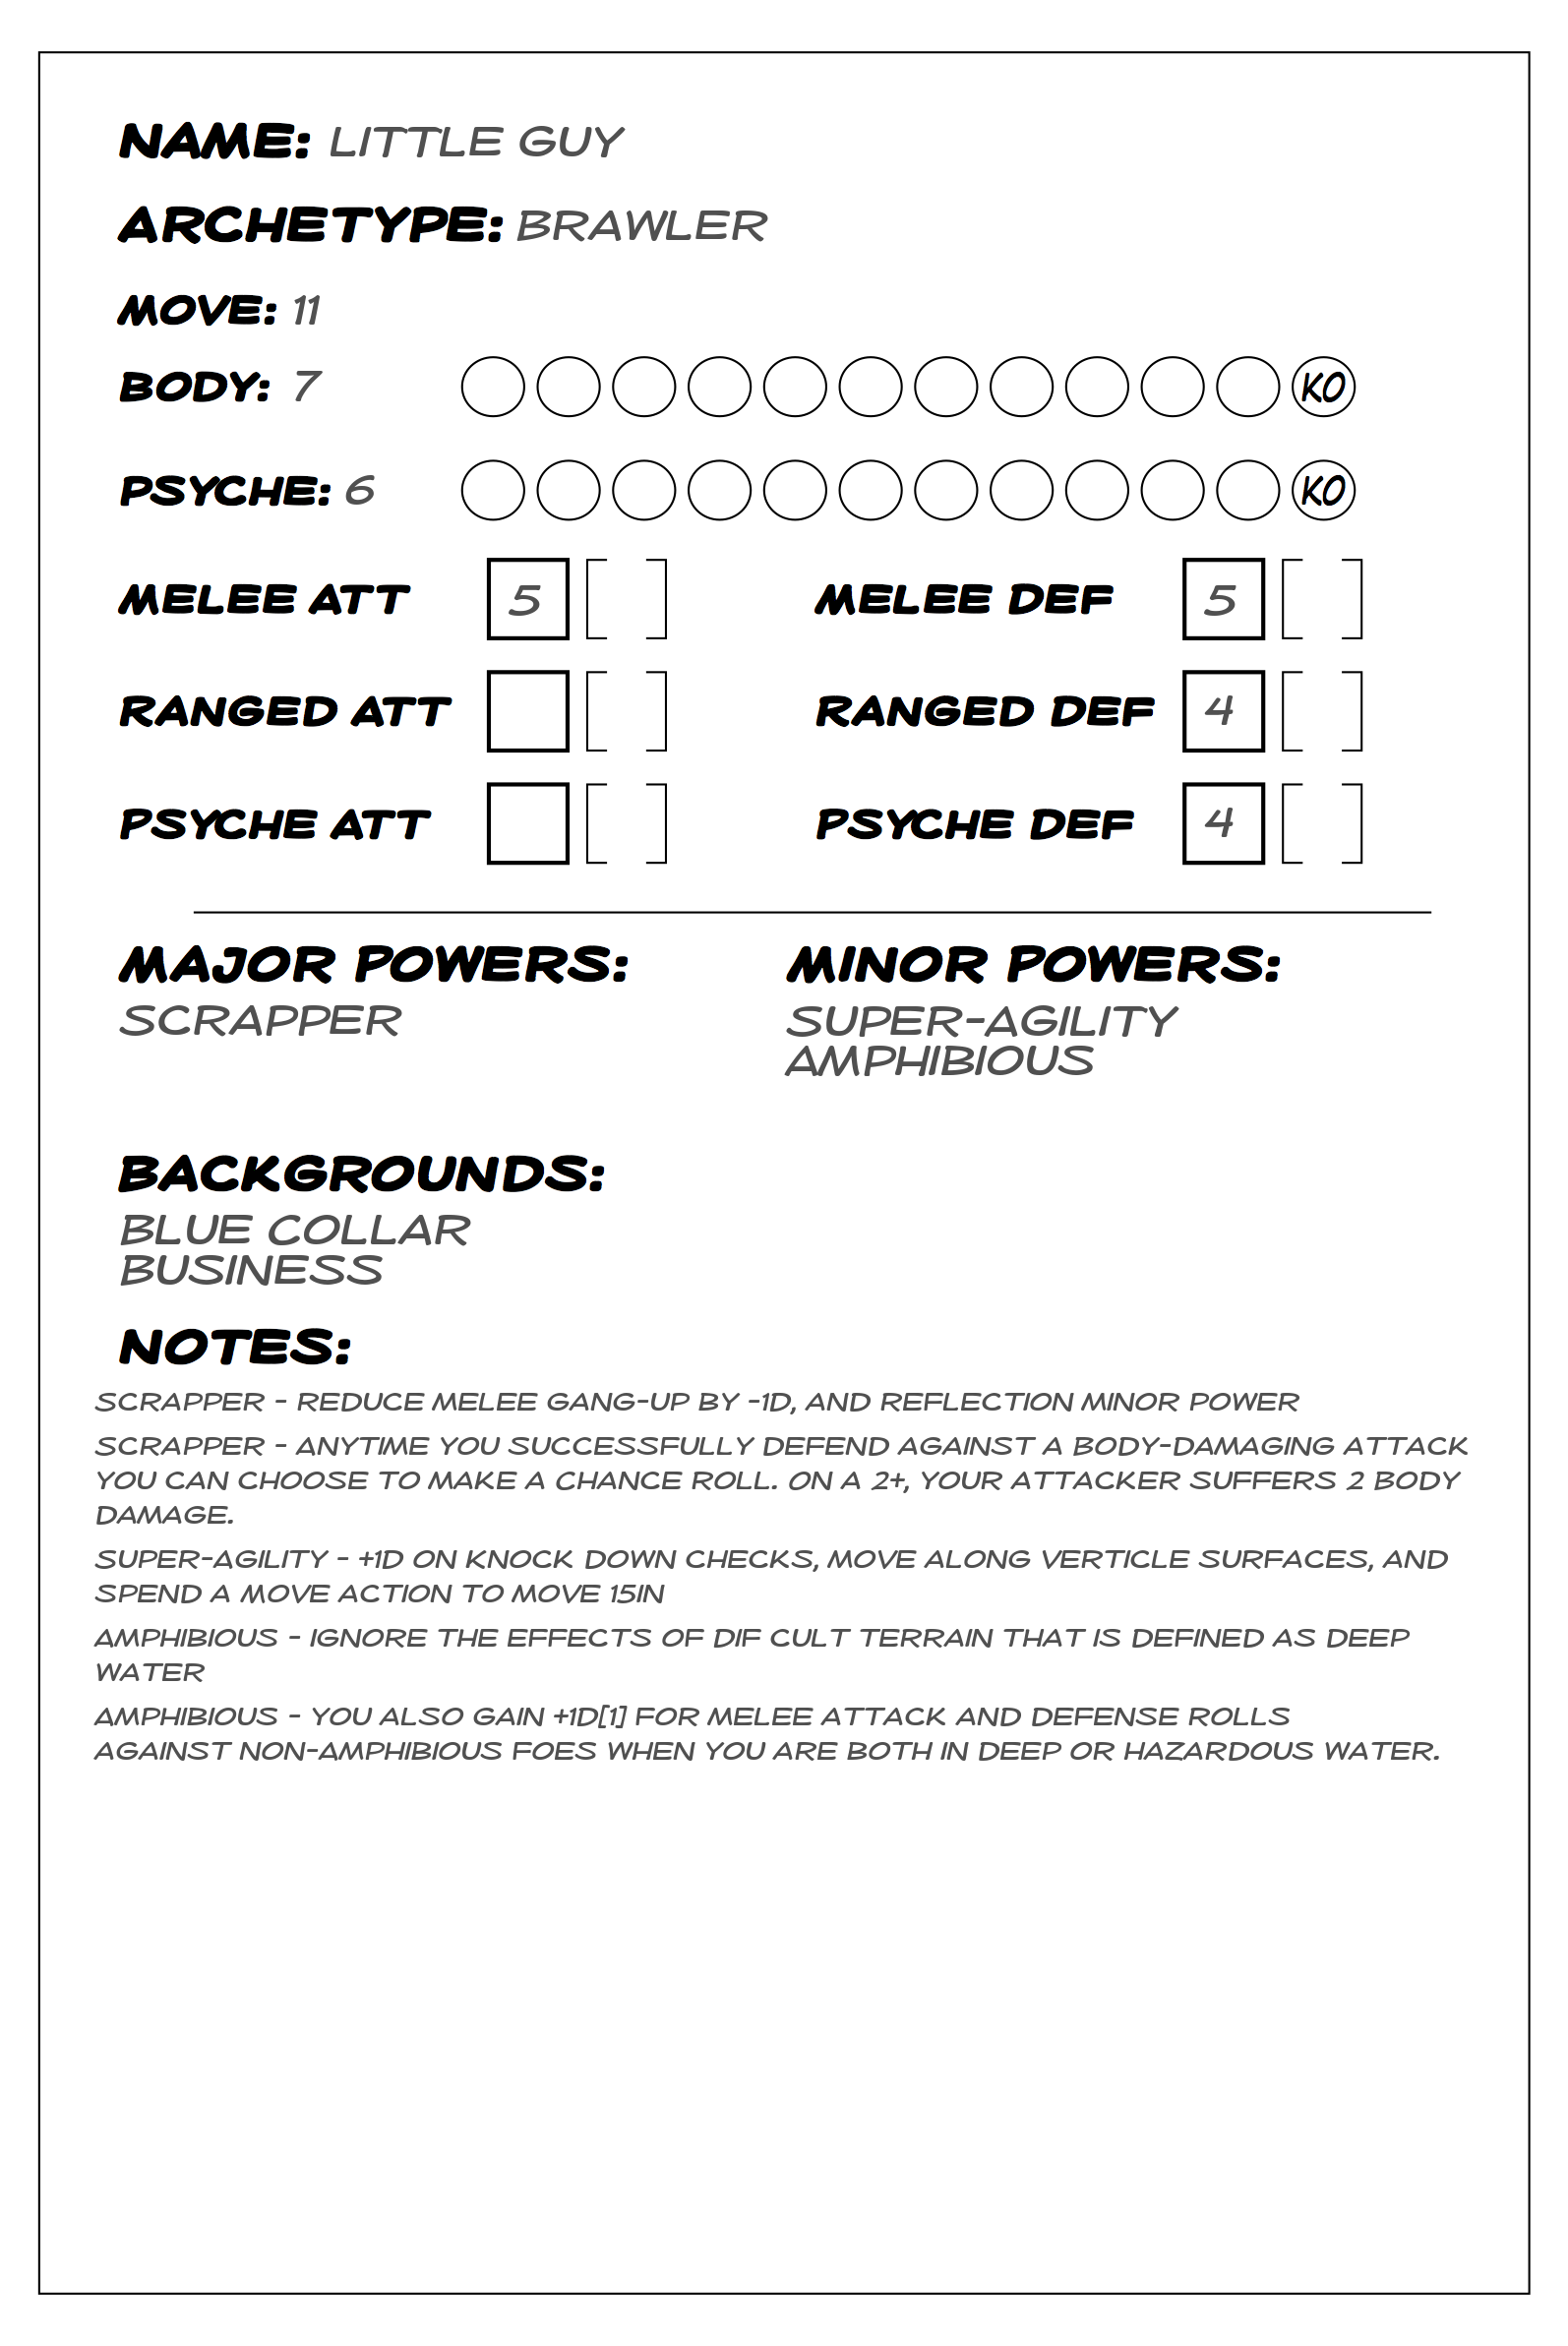 NAME: LITTLE GUY
ARCHETYPE: BRAWLER
MOVE: 11
BODY: 7 KO
PSYCHE: 6 KO
MELEE ATT 5 [ ] MELEE DEF 5 [ ]
RANGED ATT [ ] RANGED DEF 4 [ ]
PSYCHE ATT [ ] PSYCHE DEF 4 [ ]
MAJOR POWERS:
SCRAPPER
MINOR POWERS:
SUPER-AGILITY
AMPHIBIOUS
BACKGROUNDS:
BLUE COLLAR
BUSINESS
NOTES:
SCRAPPER - REDUCE MELEE GANG-UP BY -1D, AND REFLECTION MINOR POWER
SCRAPPER - ANYTIME YOU SUCCESSFULLY DEFEND AGAINST A BODY-DAMAGING ATTACK
YOU CAN CHOOSE TO MAKE A CHANCE ROLL. ON A 2+, YOUR ATTACKER SUFFERS 2 BODY
DAMAGE.
SUPER-AGILITY - +1D ON KNOCK DOWN CHECKS, MOVE ALONG VERTICLE SURFACES, AND
SPEND A MOVE ACTION TO MOVE 15IN
AMPHIBIOUS - IGNORE THE EFFECTS OF DIF CULT TERRAIN THAT IS DEFINED AS DEEP
WATER
AMPHIBIOUS - YOU ALSO GAIN +1D[1] FOR MELEE ATTACK AND DEFENSE ROLLS
AGAINST NON-AMPHIBIOUS FOES WHEN YOU ARE BOTH IN DEEP OR HAZARDOUS WATER.